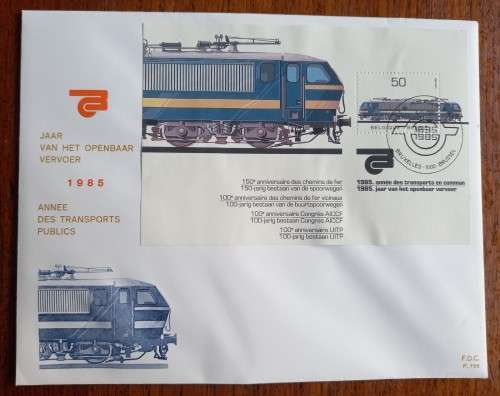 JAAR
VAN HET OPENBAAR
VERVOER
1985
ANNEE
DES TRANSPORTS
PUBLICS
50
1835
1985
BRUXELLES - 1000 - BRUSSEL
1985. année des transports en commun
1985. jaar van het openbaar vervoer
150e anniversaire des chemins de fer
150-jarig bestaan van de spoorwegen
100e anniversaire des chemins de fer vicinaux
100-jarig bestaan van de buurtspoorwegen
100e anniversaire Congrès AICCF
100-jarig bestaan Congres AICCF
100e anniversaire UITP
100-jarig bestaan UITP
F.D.C.